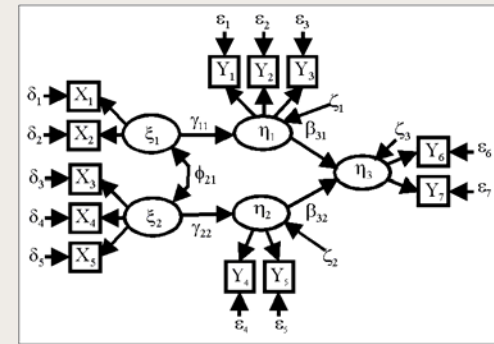 ε₁ ε₂ ε₃
Y₁ Y₂ Y₃
δ₁ X₁
ζ₁
δ₂ X₂ ξ₁ γ₁₁ η₁ β₃₁
ζ₃
Y₆ ε₆
δ₃ X₃ ϕ₂₁ η₃
Y₇ ε₇
δ₄ X₄ ξ₂ γ₂₂ η₂ β₃₂
δ₅ X₅
ζ₂
Y₄ Y₅
ε₄ ε₅